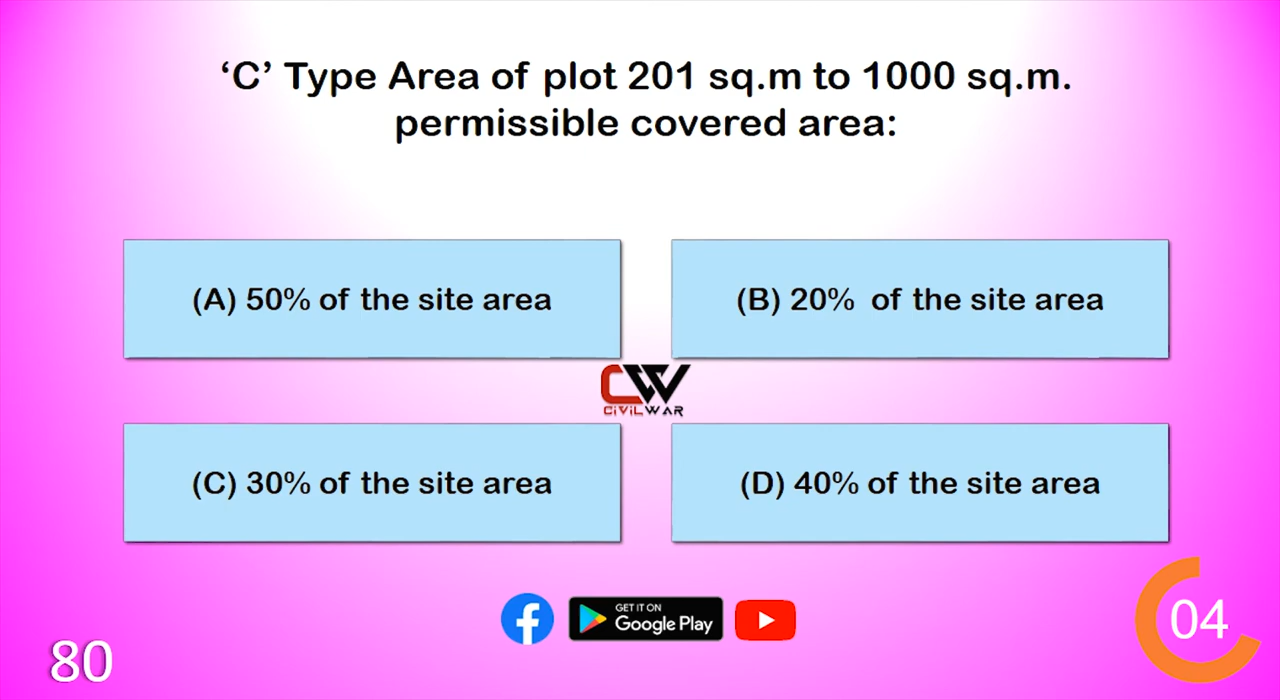 ‘C’ Type Area of plot 201 sq.m to 1000 sq.m.
permissible covered area:
(A) 50% of the site area
(B) 20% of the site area
CW
CiViLWAR
(C) 30% of the site area
(D) 40% of the site area
GET IT ON
Google Play
80
04